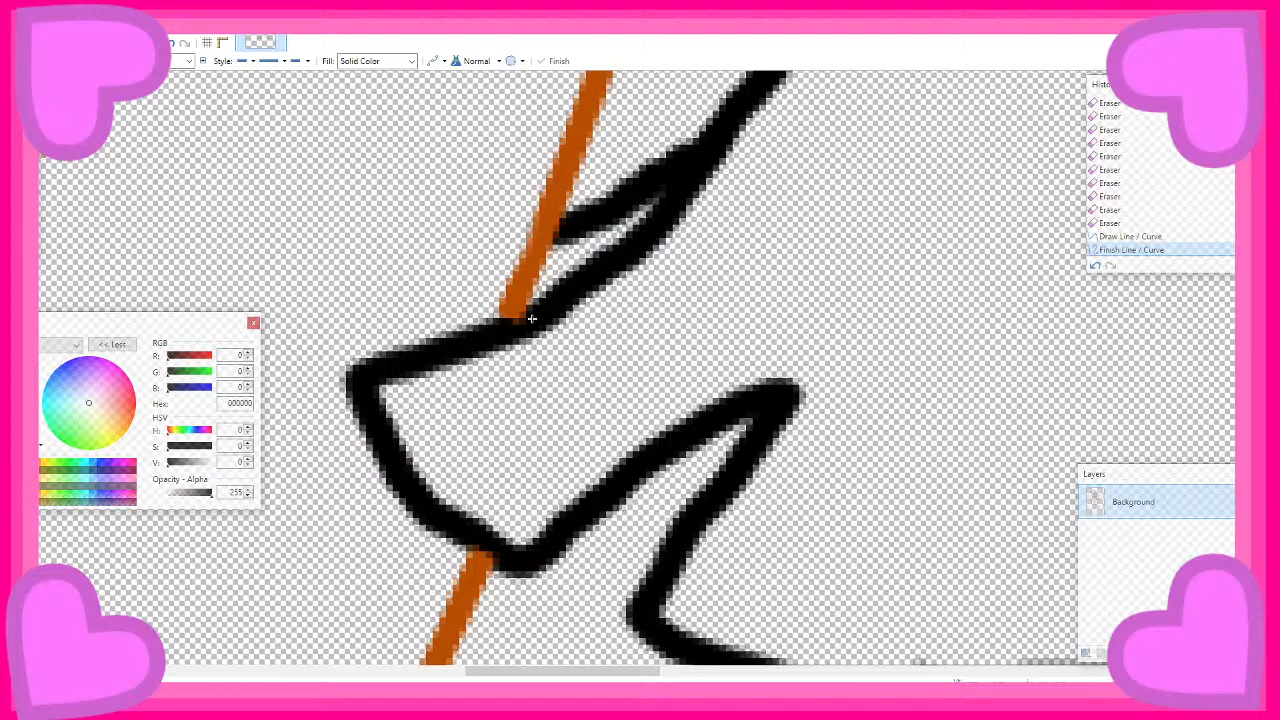 Style:
Fill: Solid Color
Normal
Finish
Histo
Eraser
Eraser
Eraser
Eraser
Eraser
Eraser
Eraser
Eraser
Eraser
Eraser
Draw Line / Curve
Finish Line / Curve
<< Less
RGB
R: 0
G: 0
B: 0
Hex: 000000
HSV
H: 0
S: 0
V: 0
Opacity - Alpha
255
Layers
Background